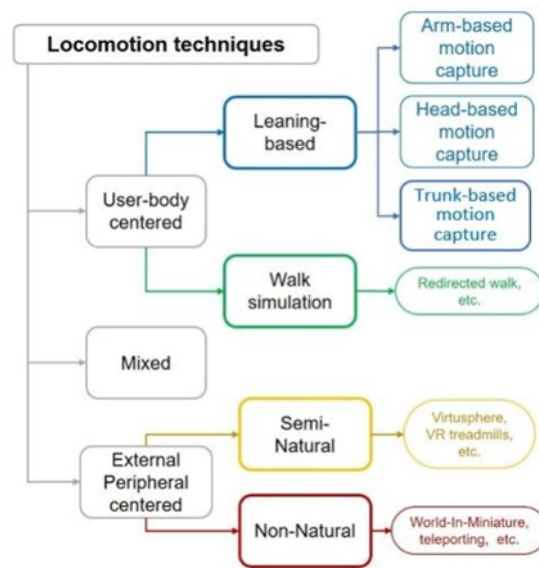 Locomotion techniques
Arm-based
motion
capture
Leaning-
based
Head-based
motion
capture
User-body
centered
Trunk-based
motion
capture
Walk
simulation
Redirected walk,
etc.
Mixed
Semi-
Natural
Virtusphere,
VR treadmills,
etc.
External
Peripheral
centered
Non-Natural
World-In-Miniature,
teleporting, etc.